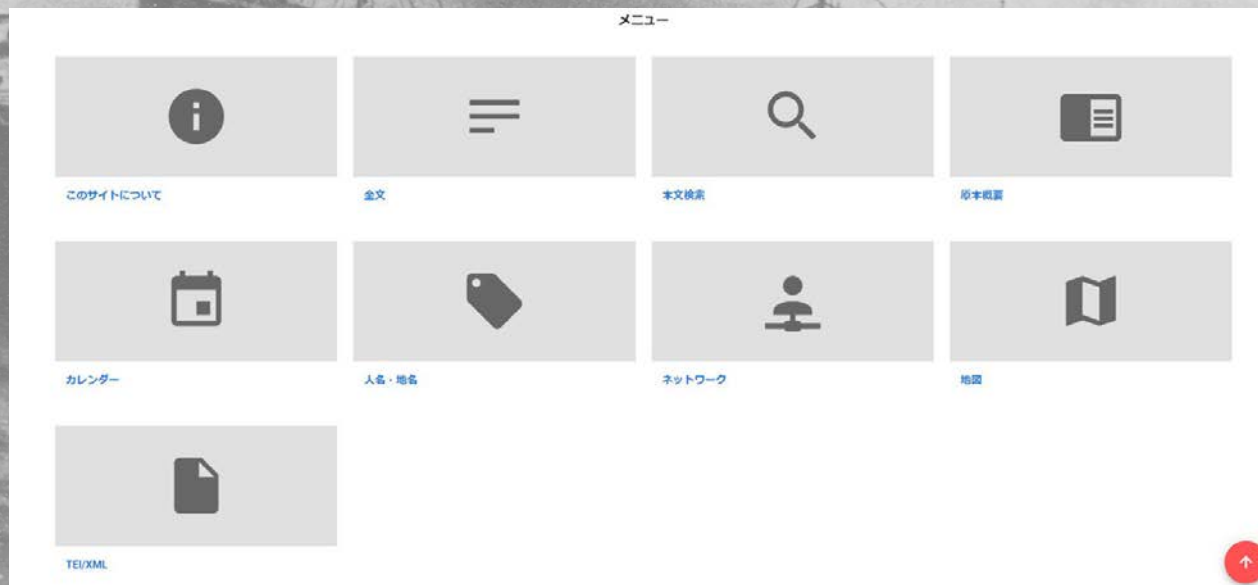 メニュー
このサイトについて
全文
本文検索
原本概要
カレンダー
人名・地名
ネットワーク
地図
TEI/XML